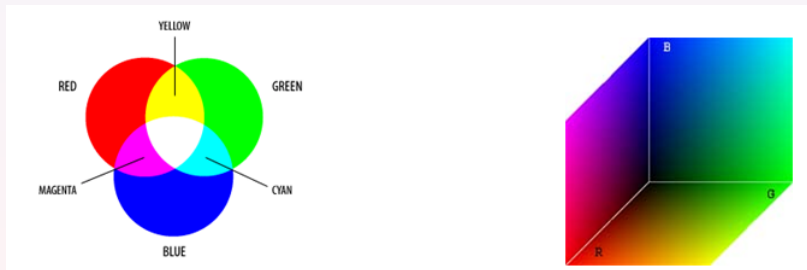 YELLOW
RED
GREEN
MAGENTA
CYAN
BLUE
B
G
R